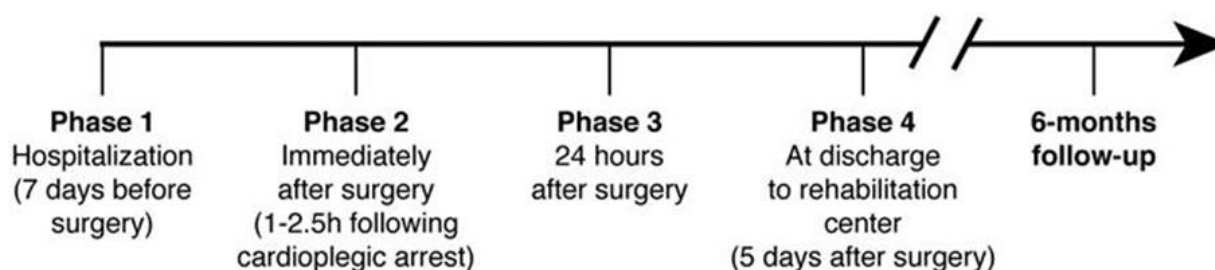 Phase 1
Hospitalization
(7 days before
surgery)
Phase 2
Immediately
after surgery
(1-2.5h following
cardioplegic arrest)
Phase 3
24 hours
after surgery
Phase 4
At discharge
to rehabilitation
center
(5 days after surgery)
6-months
follow-up